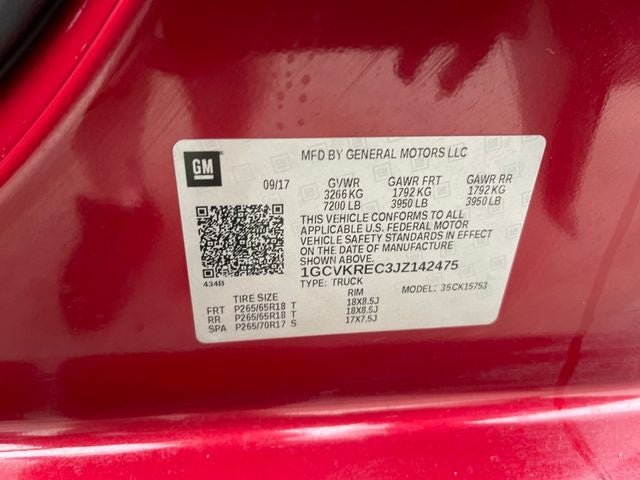 GM
MFD BY GENERAL MOTORS LLC
09/17 GVWR GAWR FRT GAWR RR
3266 KG 1792 KG 1792 KG
7200 LB 3950 LB 3950 LB
THIS VEHICLE CONFORMS TO ALL
APPLICABLE U.S. FEDERAL MOTOR
VEHICLE SAFETY STANDARDS IN EFFECT
ON THE DATE OF MANUFACTURE
SHOWN ABOVE.
1GCVKREC3JZ142475
434B TYPE: TRUCK MODEL: 35CK15753
TIRE SIZE RIM
FRT P265/65R18 T 18X8.5J
RR P265/65R18 T 18X8.5J
SPA P265/70R17 S 17X7.5J